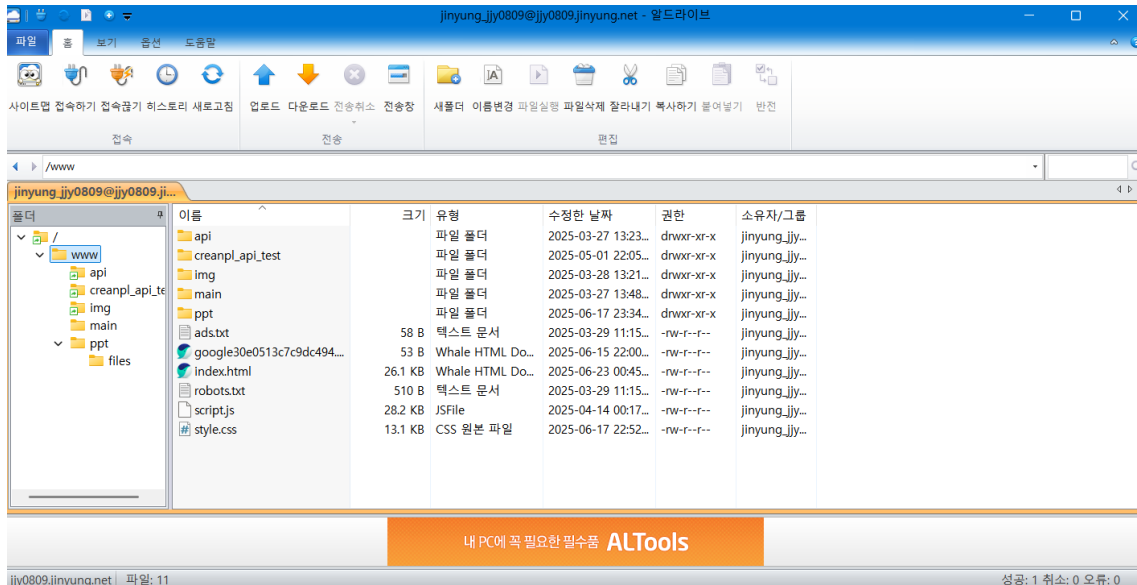 jinyung_jjy0809@jjy0809.jinyung.net - 알드라이브
파일 홈 보기 옵션 도움말
사이트맵 접속하기 접속끊기 히스토리 새로고침 업로드 다운로드 전송취소 전송창 새폴더 이름변경 파일실행 파일삭제 잘라내기 복사하기 붙여넣기 반전
접속 전송 편집
/www
jinyung_jjy0809@jjy0809.ji...
폴더
/
www
api
creanpl_api_te
img
main
ppt
files
이름 크기 유형 수정한 날짜 권한 소유자/그룹
api 파일 폴더 2025-03-27 13:23... drwxr-xr-x jinyung_jjy...
creanpl_api_test 파일 폴더 2025-05-01 22:05... drwxr-xr-x jinyung_jjy...
img 파일 폴더 2025-03-28 13:21... drwxr-xr-x jinyung_jjy...
main 파일 폴더 2025-03-27 13:48... drwxr-xr-x jinyung_jjy...
ppt 파일 폴더 2025-06-17 23:34... drwxr-xr-x jinyung_jjy...
ads.txt 58 B 텍스트 문서 2025-03-29 11:15... -rw-r--r-- jinyung_jjy...
google30e0513c7c9dc494.... 53 B Whale HTML Do... 2025-06-15 22:00... -rw-r--r-- jinyung_jjy...
index.html 26.1 KB Whale HTML Do... 2025-06-23 00:45... -rw-r--r-- jinyung_jjy...
robots.txt 510 B 텍스트 문서 2025-03-29 11:15... -rw-r--r-- jinyung_jjy...
script.js 28.2 KB JSFile 2025-04-14 00:17... -rw-r--r-- jinyung_jjy...
style.css 13.1 KB CSS 원본 파일 2025-06-17 22:52... -rw-r--r-- jinyung_jjy...
내 PC에 꼭 필요한 필수품 ALTools
jjy0809.jinyung.net 파일: 11 성공: 1 취소: 0 오류: 0